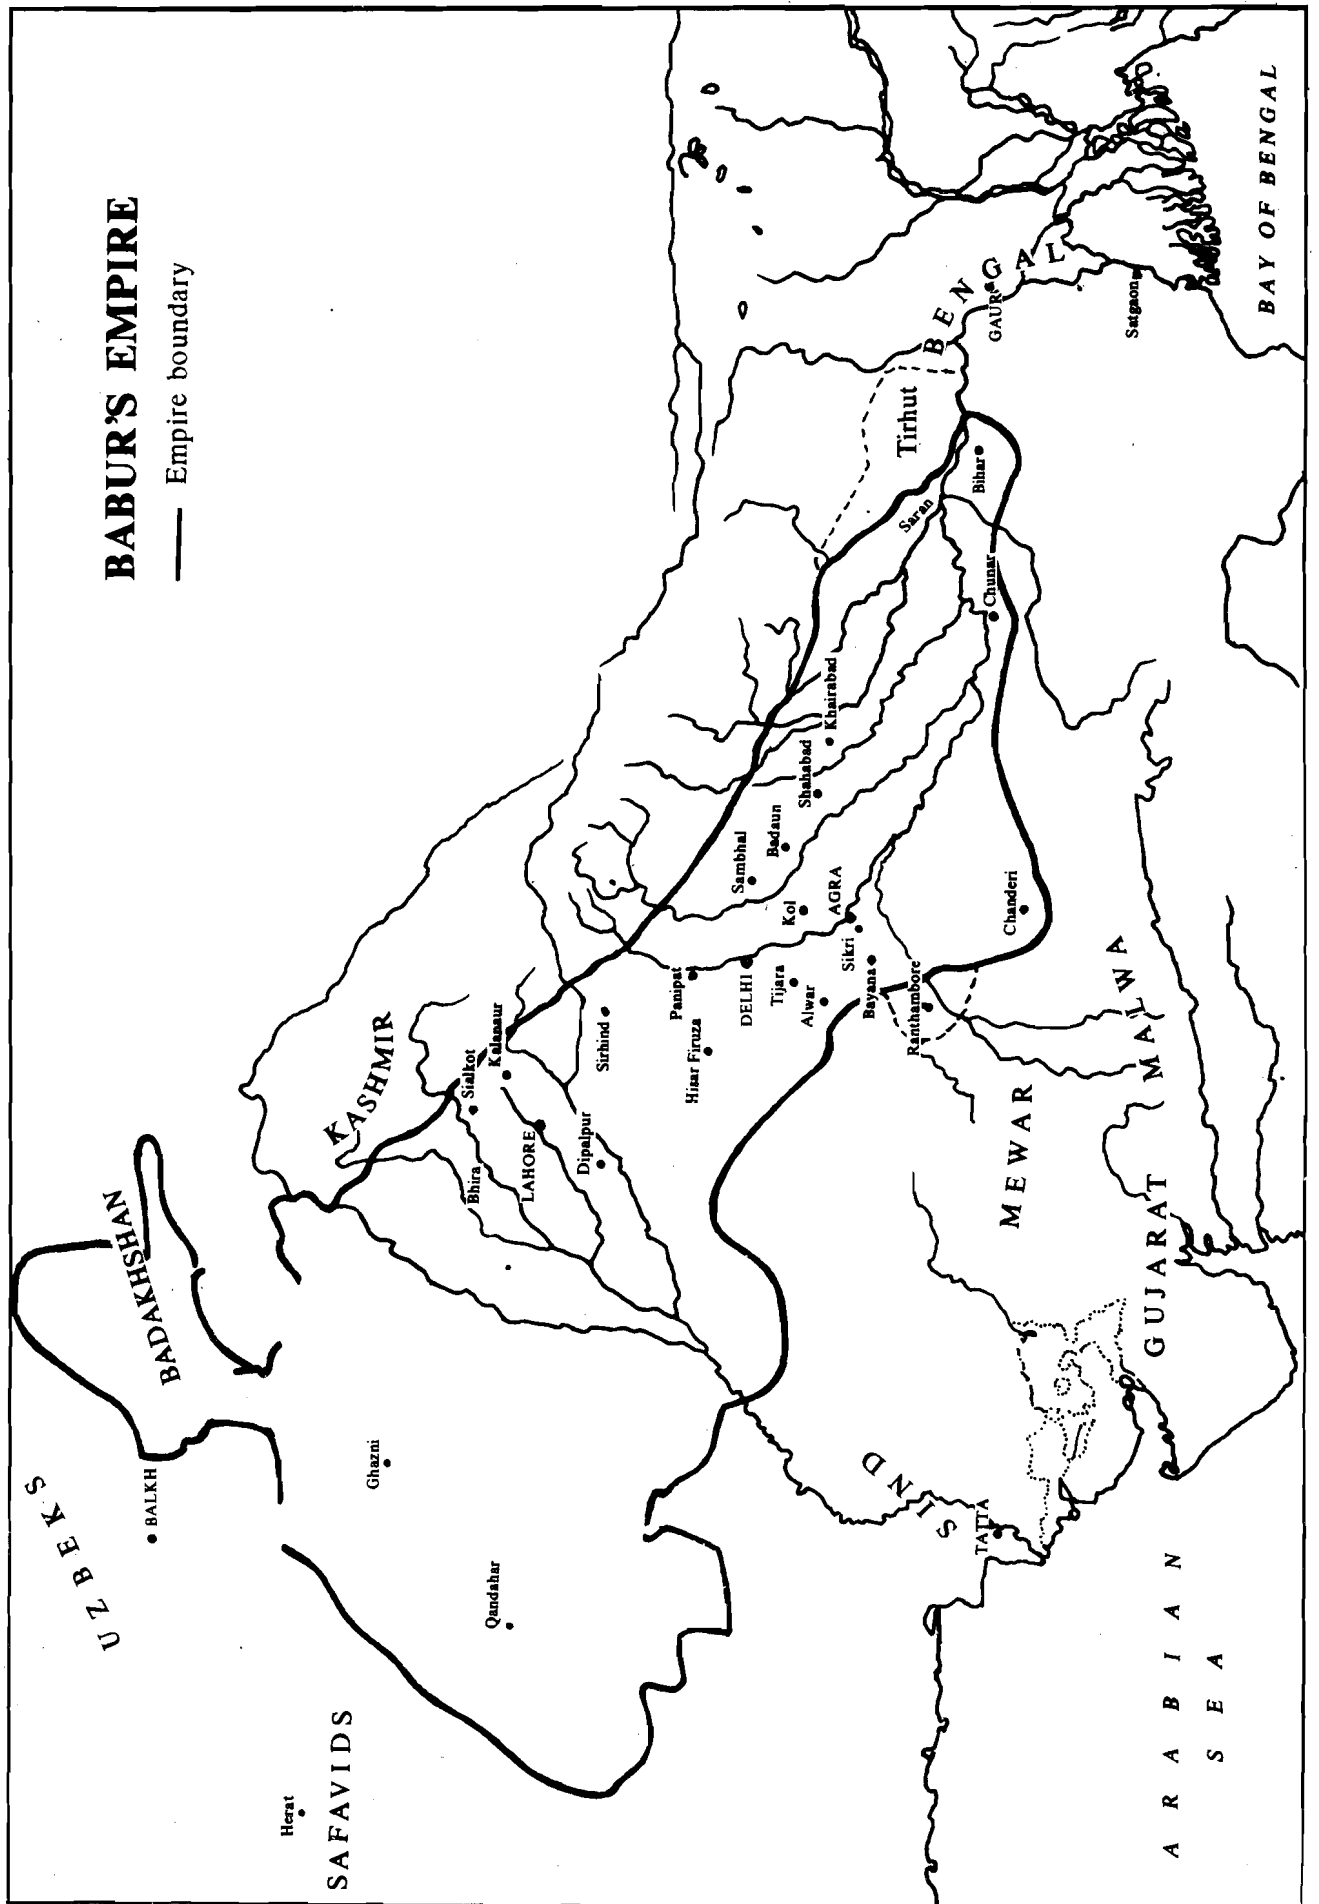 BABUR'S EMPIRE
Empire boundary
UZBEKS
BALKH
BADAKHSHAN
Herat
SAFAVIDS
Ghazni
Qandahar
KASHMIR
Sialkot
Kalanaur
Bhira
LAHORE
Dipalpur
Sirhind
Panipat
Hisar Firuza
DELHI
Sambhal
Badaun
Tijara
Kol
Shahabad
Alwar
AGRA
Khairabad
Sikri
Bayana
Ranthambore
Chanderi
Chunar
Saran
Bihar
Tirhut
BENGAL
GAUR
Satgaon
SIND
TATTA
MEWAR
MALWA
GUJARAT
ARABIAN
SEA
BAY OF BENGAL